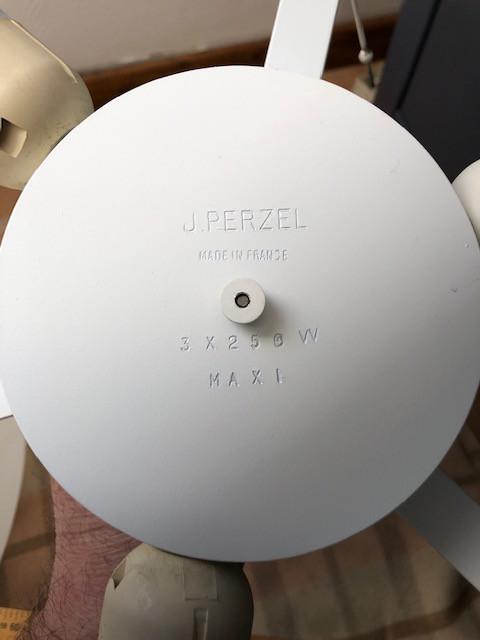 J.PERZEL
MADE IN FRANCE
3 X 250 W
MAXI